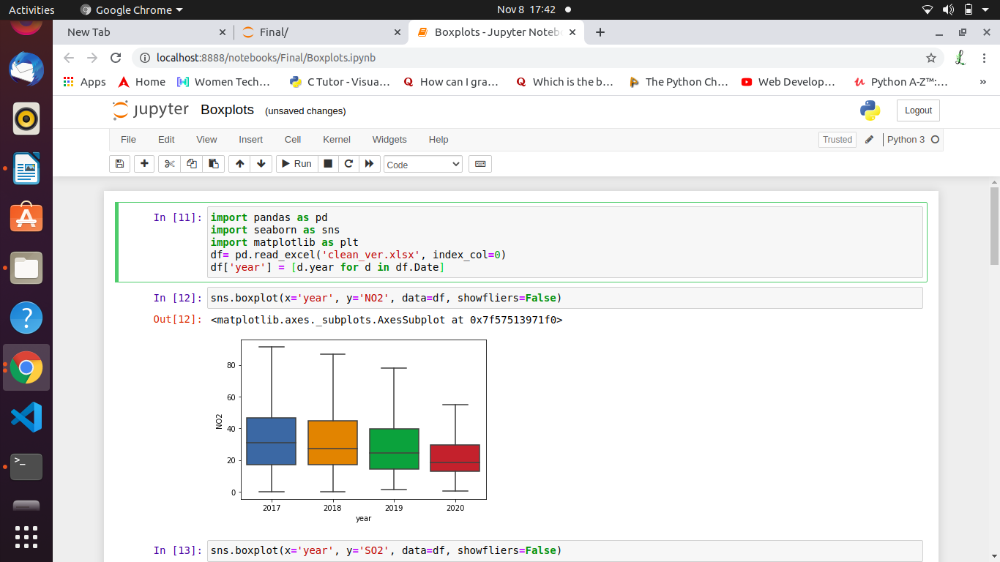 Activities Google Chrome Nov 8 17:42
New Tab Final/ Boxplots - Jupyter Noteb
localhost:8888/notebooks/Final/Boxplots.ipynb
Apps Home Women Tech… C Tutor - Visua… How can I gra… Which is the b… The Python Ch… Web Develop… Python A-Z™:… »
jupyter Boxplots (unsaved changes) Logout
File Edit View Insert Cell Kernel Widgets Help Trusted Python 3
Run Code
In [11]: import pandas as pd
import seaborn as sns
import matplotlib as plt
df= pd.read_excel('clean_ver.xlsx', index_col=0)
df['year'] = [d.year for d in df.Date]
In [12]: sns.boxplot(x='year', y='NO2', data=df, showfliers=False)
Out[12]: <matplotlib.axes._subplots.AxesSubplot at 0x7f57513971f0>
80
60
NO2
40
20
0
2017 2018 2019 2020
year
In [13]: sns.boxplot(x='year', y='SO2', data=df, showfliers=False)